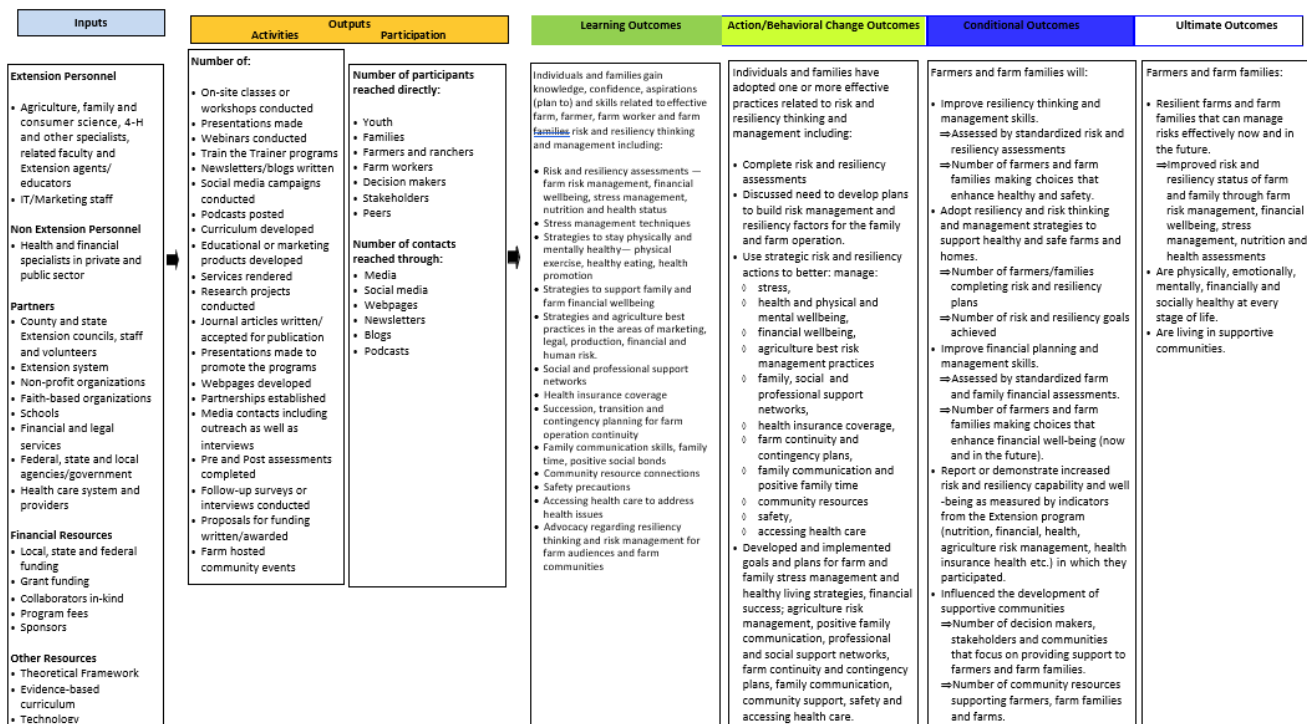 Inputs
Extension Personnel
▪ Agriculture, family and
consumer science, 4-H
and other specialists,
related faculty and
Extension agents/
educators
▪ IT/Marketing staff
Non Extension Personnel
▪ Health and financial
specialists in private and
public sector
Partners
▪ County and state
Extension councils, staff
and volunteers
▪ Extension system
▪ Non-profit organizations
▪ Faith-based organizations
▪ Schools
▪ Financial and legal
services
▪ Federal, state and local
agencies/government
▪ Health care system and
providers
Financial Resources
▪ Local, state and federal
funding
▪ Grant funding
▪ Collaborators in-kind
▪ Program fees
▪ Sponsors
Other Resources
▪ Theoretical Framework
▪ Evidence-based
curriculum
▪ Technology
Outputs
Activities
Participation
Number of:
▪ On-site classes or
workshops conducted
▪ Presentations made
▪ Webinars conducted
▪ Train the Trainer programs
▪ Newsletters/blogs written
▪ Social media campaigns
conducted
▪ Podcasts posted
▪ Curriculum developed
▪ Educational or marketing
products developed
▪ Services rendered
▪ Research projects
conducted
▪ Journal articles written/
accepted for publication
▪ Presentations made to
promote the programs
▪ Webpages developed
▪ Partnerships established
▪ Media contacts including
outreach as well as
interviews
▪ Pre and Post assessments
completed
▪ Follow-up surveys or
interviews conducted
▪ Proposals for funding
written/awarded
▪ Farm hosted
community events
Number of participants
reached directly:
▪ Youth
▪ Families
▪ Farmers and ranchers
▪ Farm workers
▪ Decision makers
▪ Stakeholders
▪ Peers
Number of contacts
reached through:
▪ Media
▪ Social media
▪ Webpages
▪ Newsletters
▪ Blogs
▪ Podcasts
Learning Outcomes
Individuals and families gain
knowledge, confidence, aspirations
(plan to) and skills related to effective
farm, farmer, farm worker and farm
families risk and resiliency thinking
and management including:
• Risk and resiliency assessments —
farm risk management, financial
wellbeing, stress management,
nutrition and health status
• Stress management techniques
• Strategies to stay physically and
mentally healthy— physical
exercise, healthy eating, health
promotion
• Strategies to support family and
farm financial wellbeing
• Strategies and agriculture best
practices in the areas of marketing,
legal, production, financial and
human risk.
• Social and professional support
networks
• Health insurance coverage
• Succession, transition and
contingency planning for farm
operation continuity
• Family communication skills, family
time, positive social bonds
• Community resource connections
• Safety precautions
• Accessing health care to address
health issues
• Advocacy regarding resiliency
thinking and risk management for
farm audiences and farm
communities
Action/Behavioral Change Outcomes
Individuals and families have
adopted one or more effective
practices related to risk and
resiliency thinking and
management including:
• Complete risk and resiliency
assessments
• Discussed need to develop plans
to build risk management and
resiliency factors for the family
and farm operation.
• Use strategic risk and resiliency
actions to better: manage:
◊ stress,
◊ health and physical and
mental wellbeing,
◊ financial wellbeing,
◊ agriculture best risk
management practices
◊ family, social and
professional support
networks,
◊ health insurance coverage,
◊ farm continuity and
contingency plans,
◊ family communication and
positive family time
◊ community resources
◊ safety,
◊ accessing health care
• Developed and implemented
goals and plans for farm and
family stress management and
healthy living strategies, financial
success; agriculture risk
management, positive family
communication, professional
and social support networks,
farm continuity and contingency
plans, family communication,
community support, safety and
accessing health care.
Conditional Outcomes
Farmers and farm families will:
• Improve resiliency thinking and
management skills.
⇒Assessed by standardized risk and
resiliency assessments
⇒Number of farmers and farm
families making choices that
enhance healthy and safety.
• Adopt resiliency and risk thinking
and management strategies to
support healthy and safe farms and
homes.
⇒Number of farmers/families
completing risk and resiliency
plans
⇒Number of risk and resiliency goals
achieved
• Improve financial planning and
management skills.
⇒Assessed by standardized farm
and family financial assessments.
⇒Number of farmers and farm
families making choices that
enhance financial well-being (now
and in the future).
• Report or demonstrate increased
risk and resiliency capability and well
-being as measured by indicators
from the Extension program
(nutrition, financial, health,
agriculture risk management, health
insurance health etc.) in which they
participated.
• Influenced the development of
supportive communities
⇒Number of decision makers,
stakeholders and communities
that focus on providing support to
farmers and farm families.
⇒Number of community resources
supporting farmers, farm families
and farms.
Ultimate Outcomes
Farmers and farm families:
• Resilient farms and farm
families that can manage
risks effectively now and in
the future.
⇒Improved risk and
resiliency status of farm
and family through farm
risk management, financial
wellbeing, stress
management, nutrition and
health assessments
• Are physically, emotionally,
mentally, financially and
socially healthy at every
stage of life.
• Are living in supportive
communities.